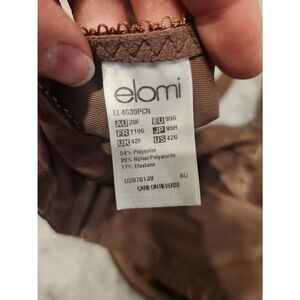 elomi
EL4030PCN
AU 20F EU 95G
FR 110G JP 95H
UK 42F US 42G
54% Polyester
29% Nylon/Polyamide
17% Elastane
CARE ON REVERSE